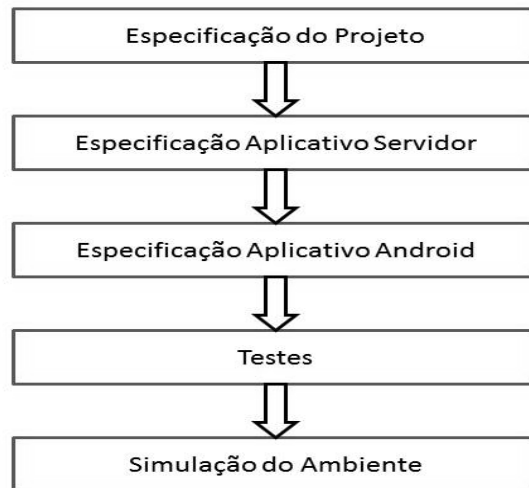 Especificação do Projeto
Especificação Aplicativo Servidor
Especificação Aplicativo Android
Testes
Simulação do Ambiente